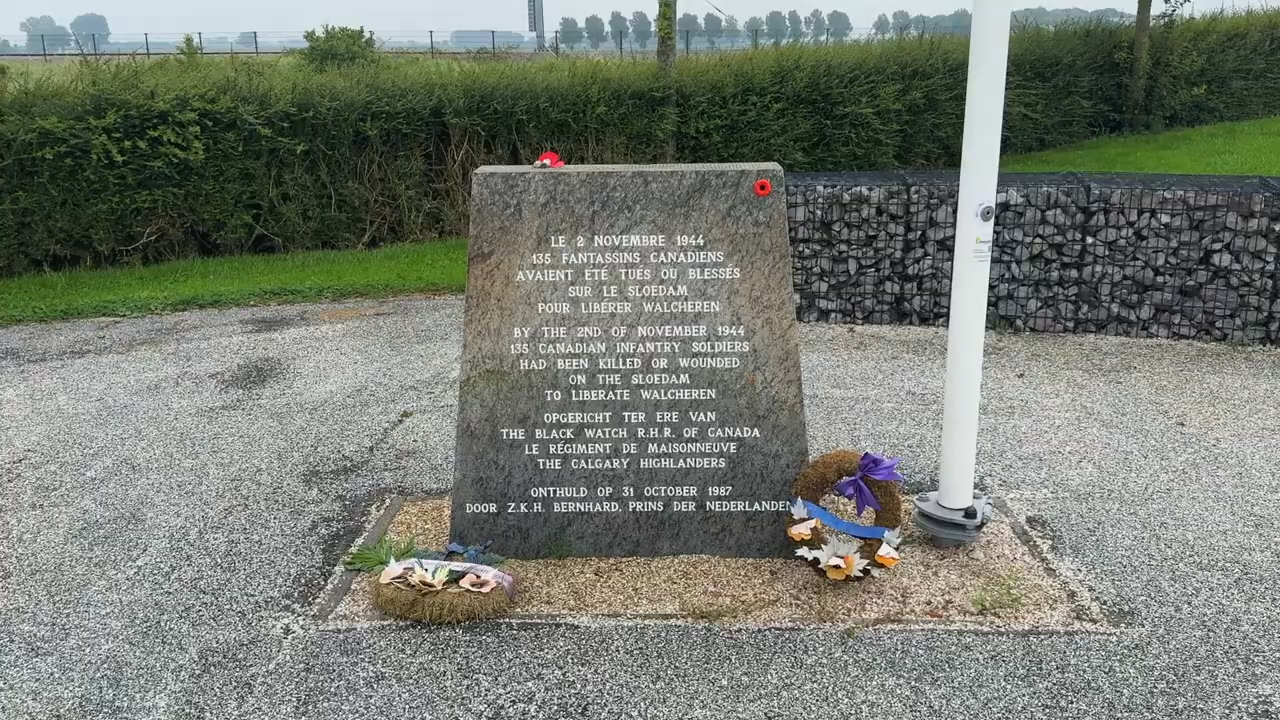 LE 2 NOVEMBRE 1944
135 FANTASSINS CANADIENS
AVAIENT ÉTÉ TUÉS OU BLESSÉS
SUR LE SLOEDAM
POUR LIBÉRER WALCHEREN
BY THE 2ND OF NOVEMBER 1944
135 CANADIAN INFANTRY SOLDIERS
HAD BEEN KILLED OR WOUNDED
ON THE SLOEDAM
TO LIBERATE WALCHEREN
OPGERICHT TER ERE VAN
THE BLACK WATCH R.H.R. OF CANADA
LE RÉGIMENT DE MAISONNEUVE
THE CALGARY HIGHLANDERS
ONTHULD OP 31 OCTOBER 1987
DOOR Z.K.H. BERNHARD, PRINS DER NEDERLANDEN